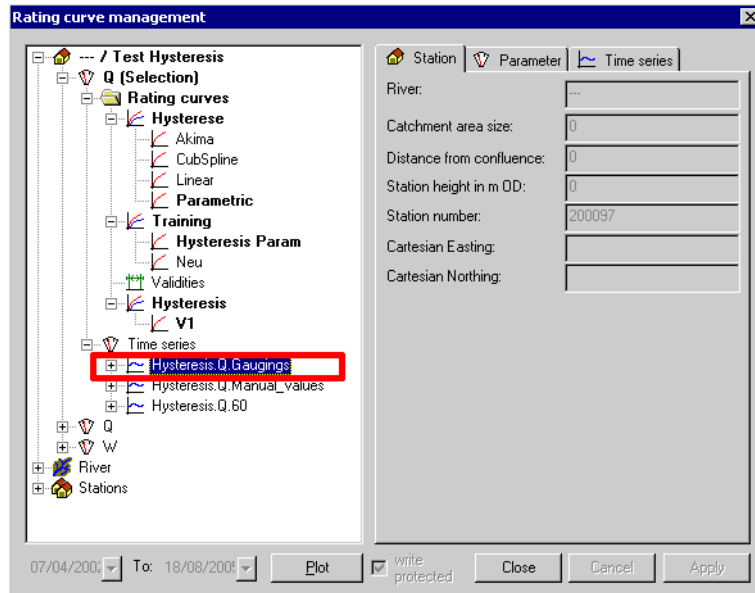 Rating curve management
--- / Test Hysteresis
Q (Selection)
Rating curves
Hysterese
Akima
CubSpline
Linear
Parametric
Training
Hysteresis Param
Neu
Validities
Hysteresis
V1
Time series
Hysteresis.Q.Gaugings
Hysteresis.Q.Manual_values
Hysteresis.Q.60
Q
W
River
Stations
Station Parameter Time series
River: ---
Catchment area size: 0
Distance from confluence: 0
Station height in m OD: 0
Station number: 200097
Cartesian Easting:
Cartesian Northing:
07/04/200 To: 18/08/200 Plot write protected Close Cancel Apply